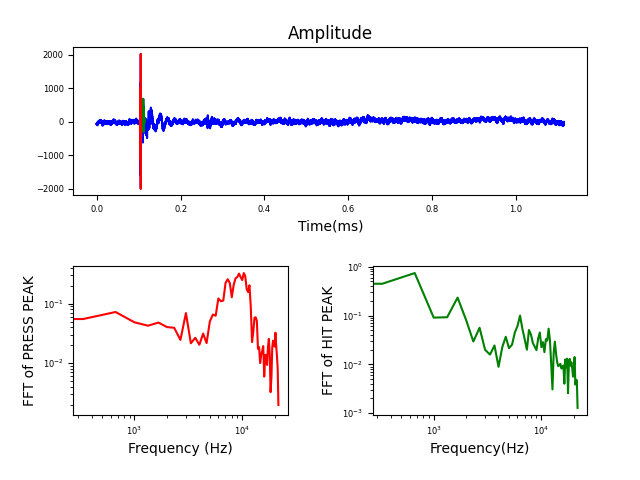 Amplitude
2000
1000
0
−1000
−2000
0.0 0.2 0.4 0.6 0.8 1.0
Time(ms)
FFT of PRESS PEAK
10⁻¹
10⁻²
10³ 10⁴
Frequency (Hz)
FFT of HIT PEAK
10⁰
10⁻¹
10⁻²
10⁻³
10³ 10⁴
Frequency(Hz)